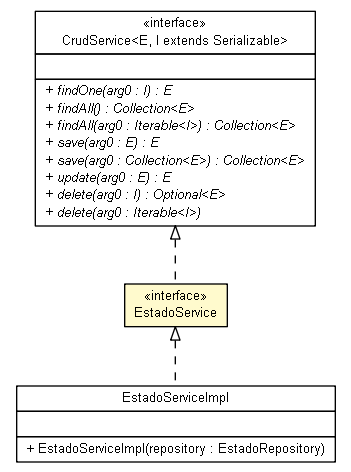 «interface»
CrudService<E, I extends Serializable>
+ findOne(arg0 : I) : E
+ findAll() : Collection<E>
+ findAll(arg0 : Iterable<I>) : Collection<E>
+ save(arg0 : E) : E
+ save(arg0 : Collection<E>) : Collection<E>
+ update(arg0 : E) : E
+ delete(arg0 : I) : Optional<E>
+ delete(arg0 : Iterable<I>)
«interface»
EstadoService
EstadoServiceImpl
+ EstadoServiceImpl(repository : EstadoRepository)